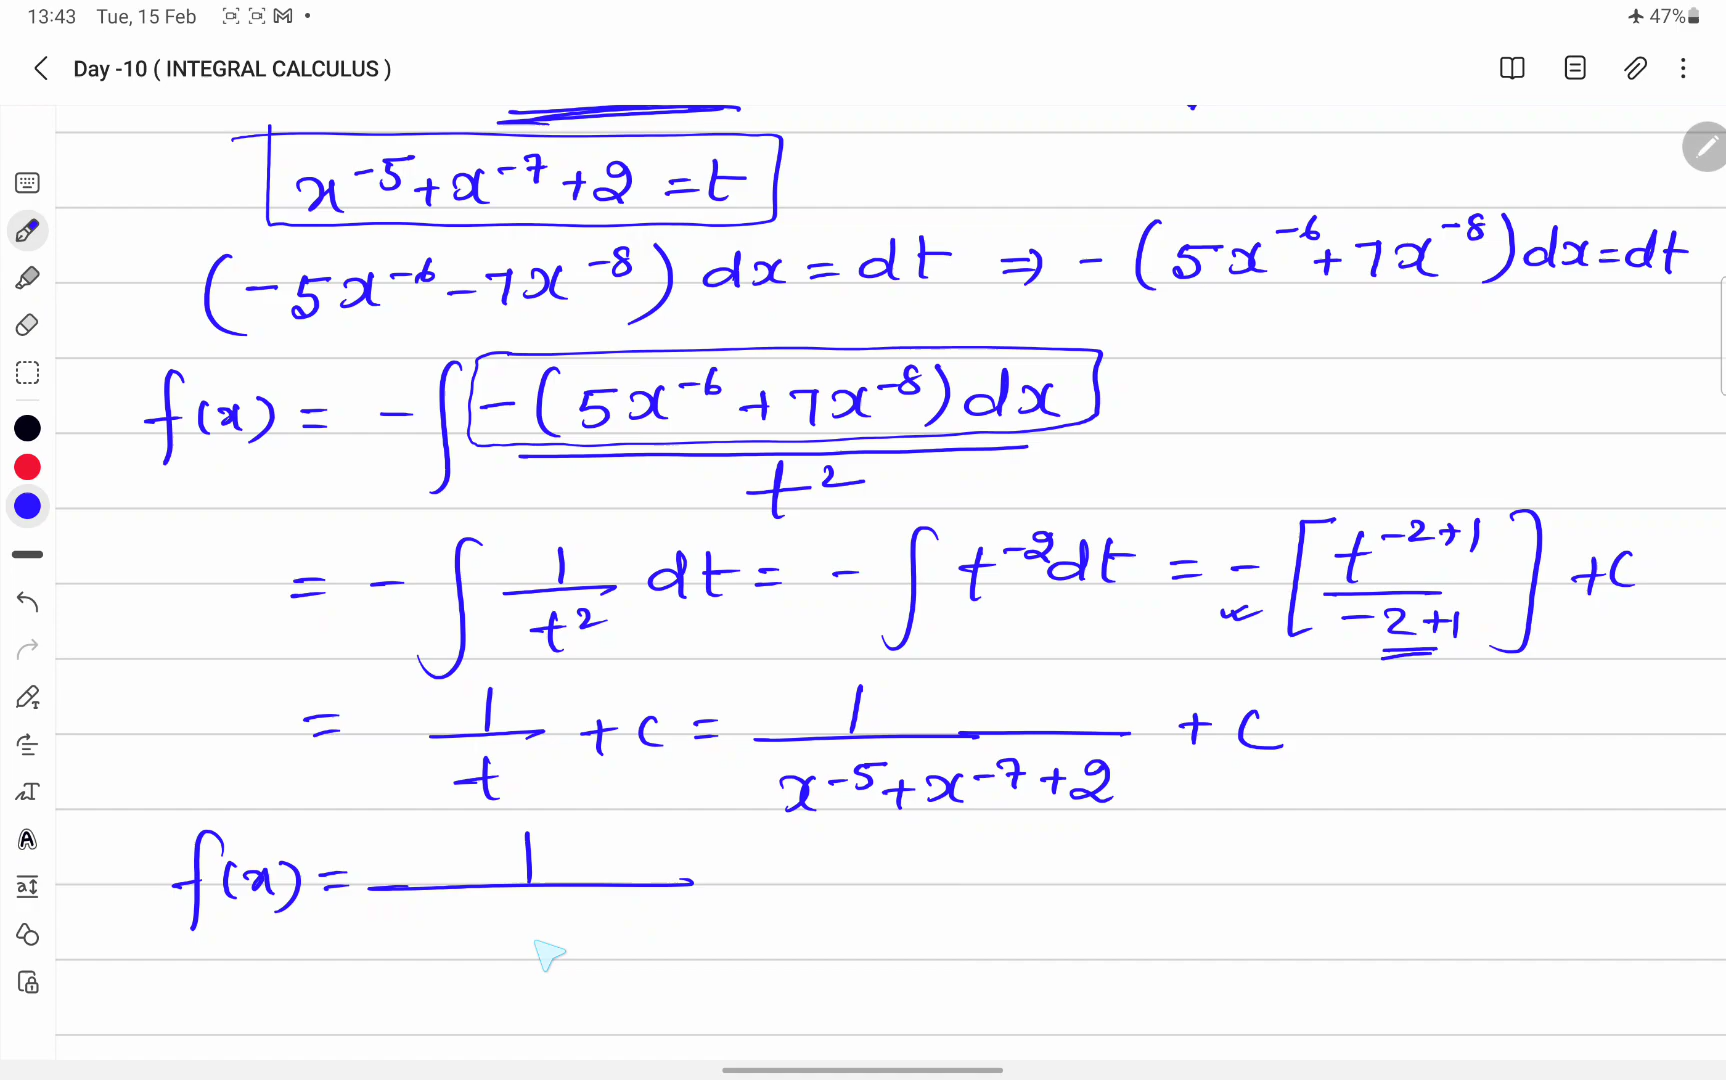 13:43 Tue, 15 Feb 47%
Day -10 ( INTEGRAL CALCULUS )
x⁻⁵ + x⁻⁷ + 2 = t
(-5x⁻⁶ - 7x⁻⁸) dx = dt ⇒ - (5x⁻⁶ + 7x⁻⁸) dx = dt
f(x) = - ∫ -(5x⁻⁶ + 7x⁻⁸) dx / t²
= - ∫ 1/t² dt = - ∫ t⁻² dt = - [ t⁻²⁺¹ / -2+1 ] + c
= 1/t + c = 1 / x⁻⁵ + x⁻⁷ + 2 + C
f(x) = 1 /